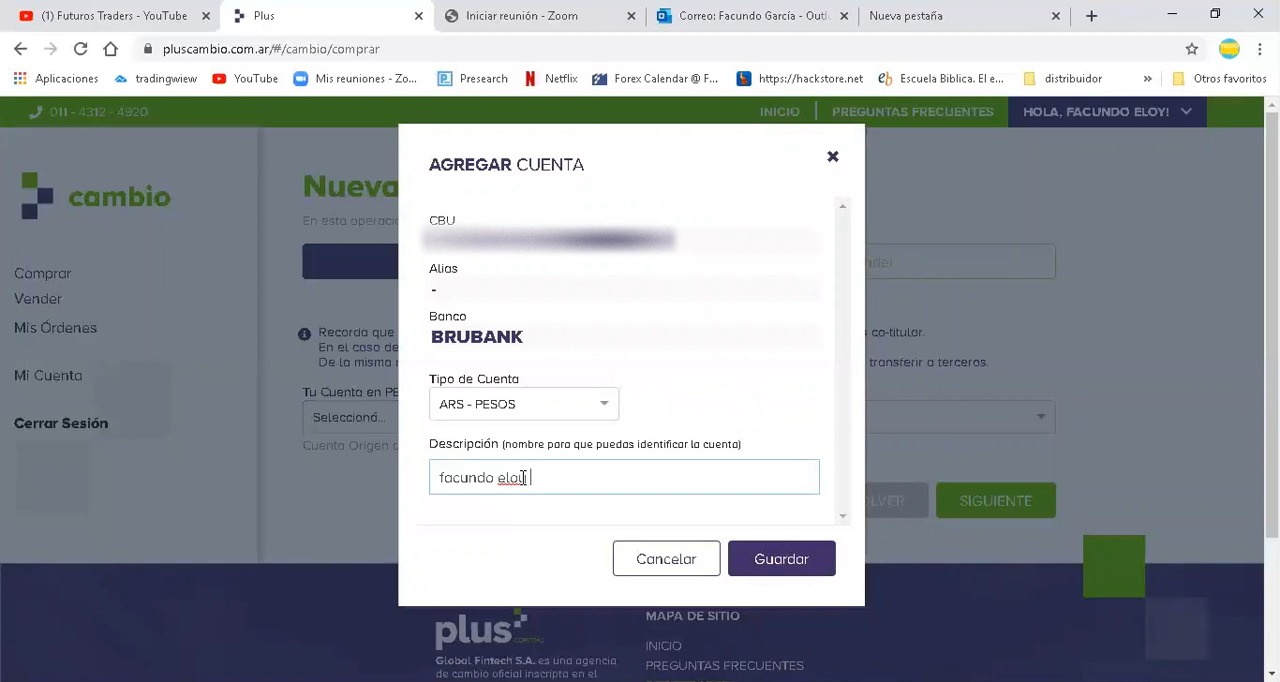 (1) Futuros Traders - YouTube
Plus
Iniciar reunión - Zoom
Correo: Facundo García - Outl
Nueva pestaña
pluscambio.com.ar/#/cambio/comprar
Aplicaciones
tradingwiew
YouTube
Mis reuniones - Zo...
Presearch
Netflix
Forex Calendar @ F...
https://hackstore.net
Escuela Biblica. El e...
distribuidor
Otros favoritos
011 - 4312 - 4920
INICIO
PREGUNTAS FRECUENTES
HOLA, FACUNDO ELOY!
cambio
Comprar
Vender
Mis Órdenes
Mi Cuenta
Cerrar Sesión
Nueva
En esta operación
Recorda que
co-titular.
En el caso de
De la misma
transferir a terceros.
Tu Cuenta en PE
Seleccioná...
Cuenta Origen
AGREGAR CUENTA
CBU
Alias
-
Banco
BRUBANK
Tipo de Cuenta
ARS - PESOS
Descripción (nombre para que puedas identificar la cuenta)
facundo eloy
Cancelar
Guardar
OLVER
SIGUIENTE
plus
cambio
Global Fintech S.A. es una agencia
de cambio oficial inscripta en el
MAPA DE SITIO
INICIO
PREGUNTAS FRECUENTES